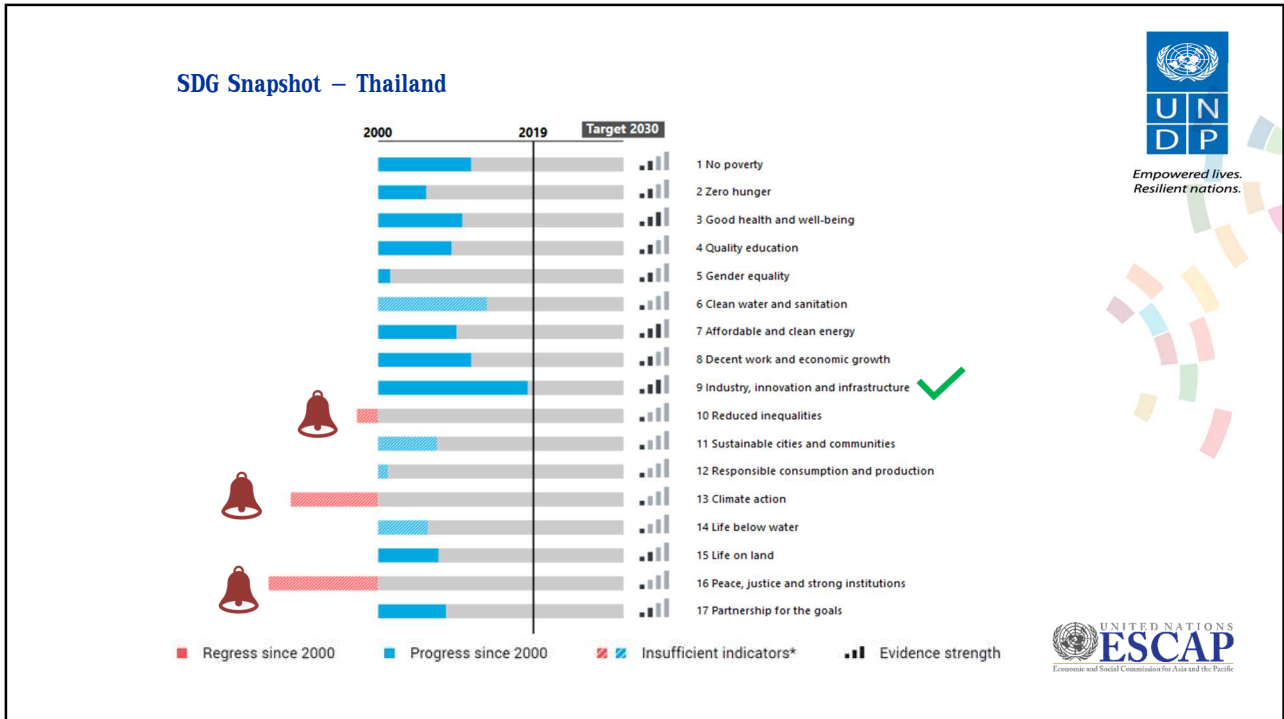 SDG Snapshot – Thailand
2000
2019
Target 2030
1 No poverty
2 Zero hunger
3 Good health and well-being
4 Quality education
5 Gender equality
6 Clean water and sanitation
7 Affordable and clean energy
8 Decent work and economic growth
9 Industry, innovation and infrastructure
10 Reduced inequalities
11 Sustainable cities and communities
12 Responsible consumption and production
13 Climate action
14 Life below water
15 Life on land
16 Peace, justice and strong institutions
17 Partnership for the goals
Regress since 2000
Progress since 2000
Insufficient indicators*
Evidence strength
U N
D P
Empowered lives.
Resilient nations.
UNITED NATIONS
ESCAP
Economic and Social Commission for Asia and the Pacific